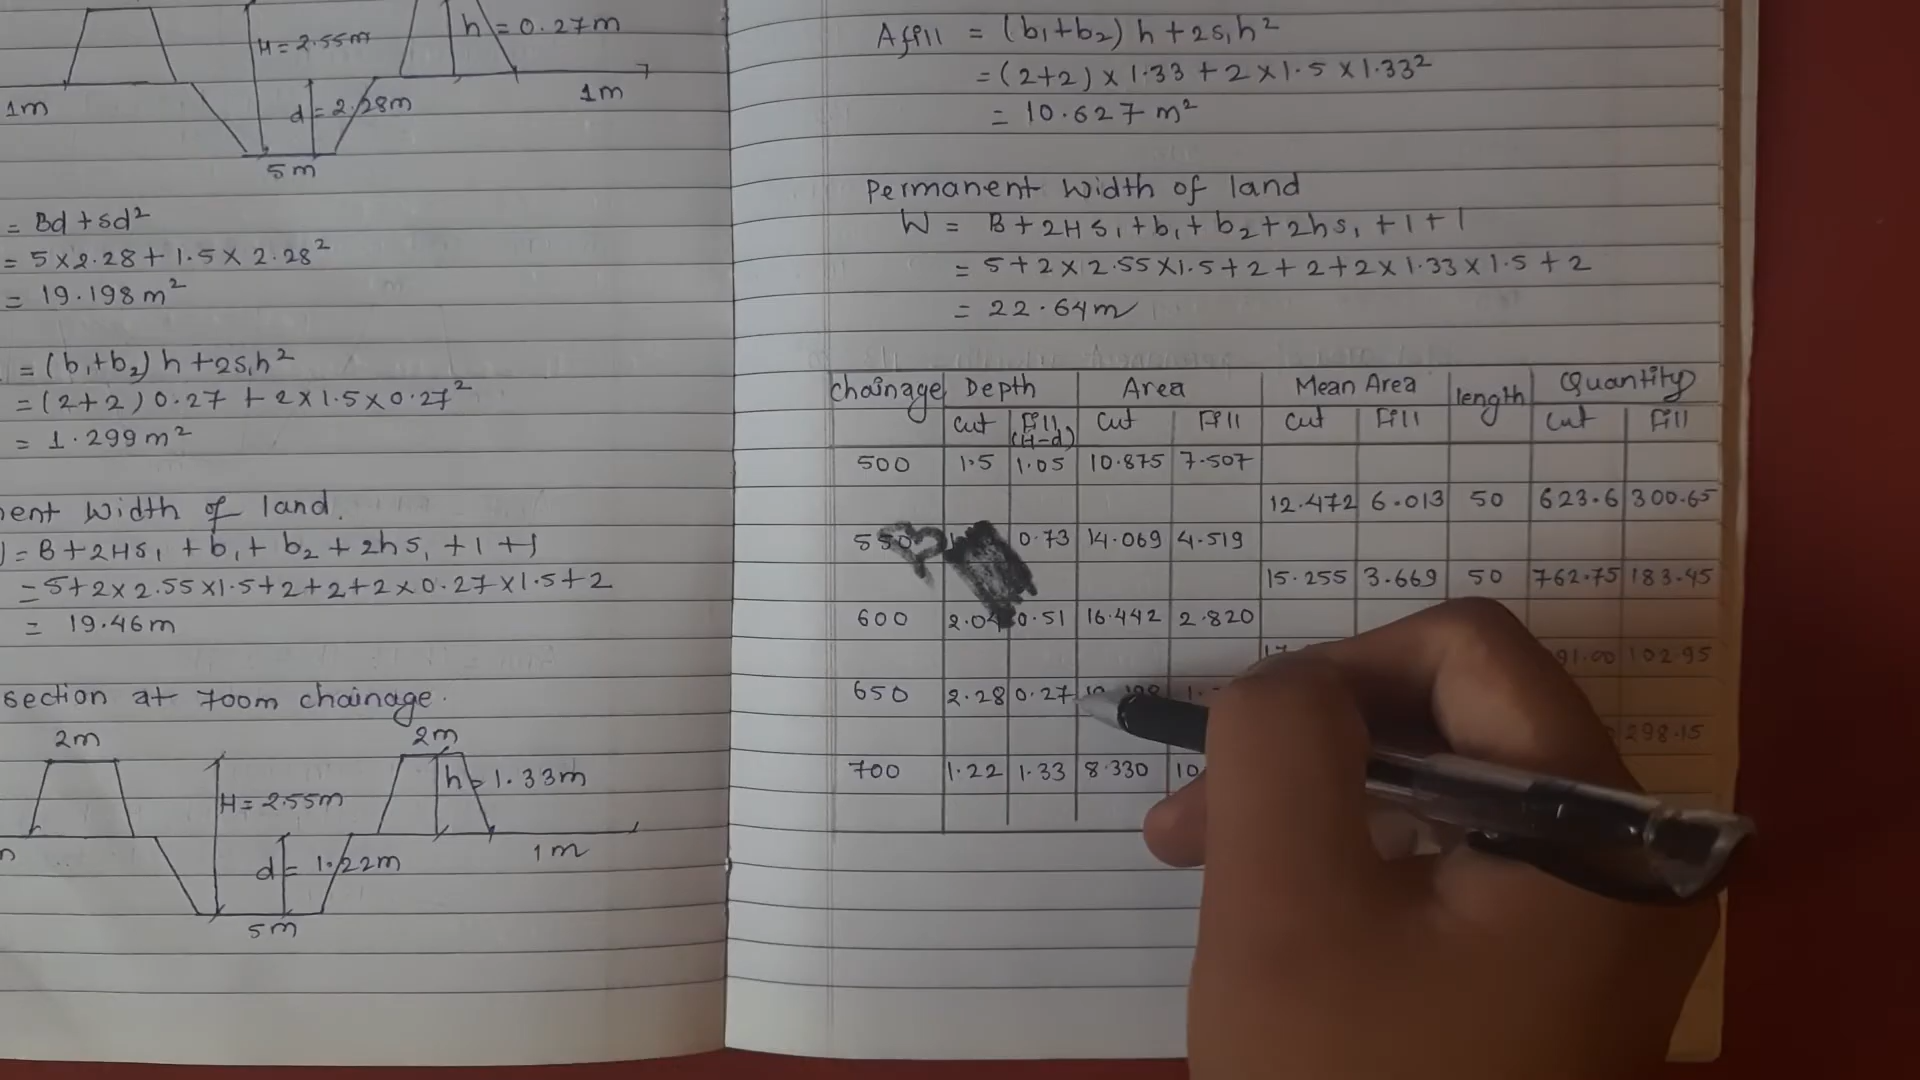 H = 2.55m
h = 0.27m
1m
d = 2.28m
1m
5m
= Bd + sd²
= 5 × 2.28 + 1.5 × 2.28²
= 19.198 m²
= (b₁+b₂) h + 2s₁h²
= (2+2) 0.27 + 2×1.5×0.27²
= 1.299 m²
width of land.
= B + 2Hs₁ + b₁ + b₂ + 2hs₁ + 1 + 1
= 5 + 2 × 2.55 × 1.5 + 2 + 2 + 2 × 0.27 × 1.5 + 2
= 19.46m
section at 700m chainage.
2m 2m
H = 2.55m
h = 1.33m
d = 1.22m
1m
5m
Afill = (b₁+b₂) h + 2s₁h²
= (2+2) × 1.33 + 2 × 1.5 × 1.33²
= 10.627 m²
Permanent width of land
W = B + 2Hs₁ + b₁ + b₂ + 2hs₁ + 1 + 1
= 5 + 2 × 2.55 × 1.5 + 2 + 2 + 2 × 1.33 × 1.5 + 2
= 22.64m
chainage Depth Area Mean Area length Quantity
Cut Fill (H-d) Cut Fill Cut Fill Cut Fill
500 1.5 1.05 10.875 7.507
12.472 6.013 50 623.6 300.65
550 0.73 14.069 4.519
15.255 3.669 50 762.75 183.45
600 2.04 0.51 16.442 2.820
102.95
650 2.28 0.27
298.15
700 1.22 1.33 8.330